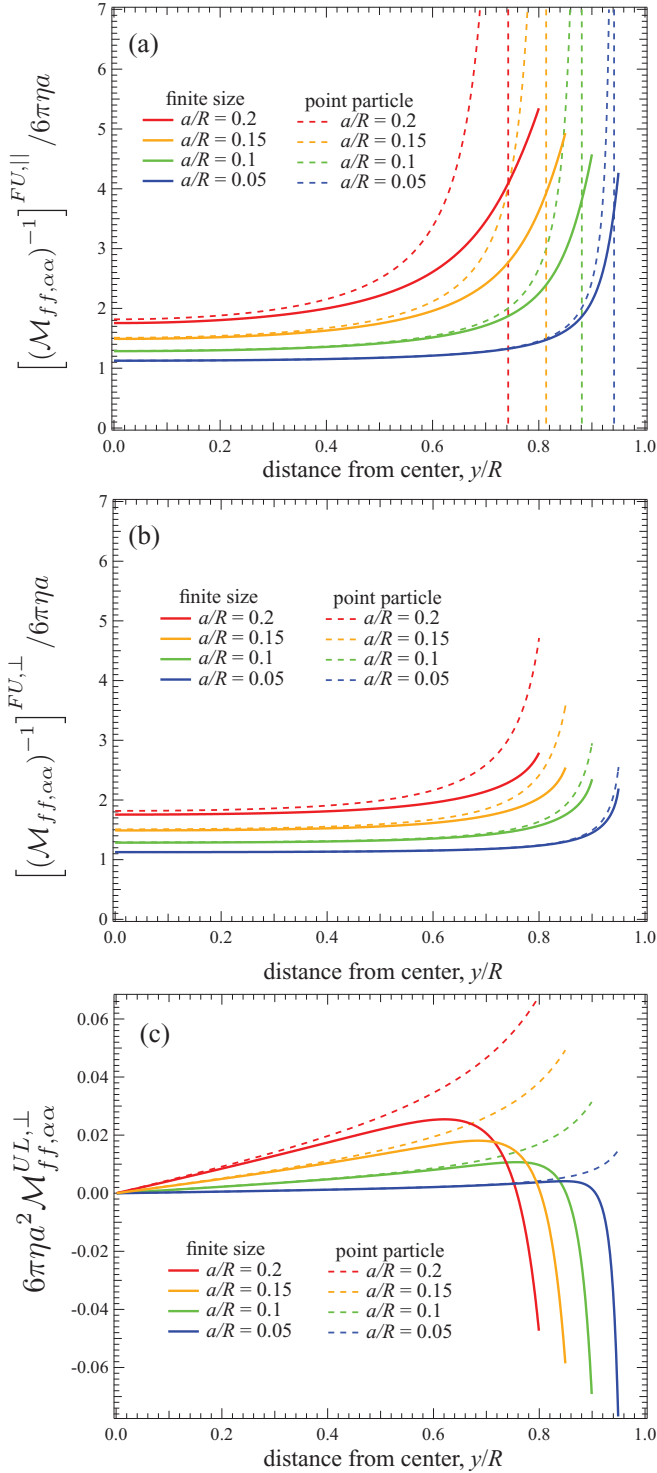 7
6
5
4
3
2
1
0
(a)
finite size
a/R = 0.2
a/R = 0.15
a/R = 0.1
a/R = 0.05
point particle
a/R = 0.2
a/R = 0.15
a/R = 0.1
a/R = 0.05
[(ℳ_{ff,αα})^{-1}]^{FU,||} /6πηa
0.0 0.2 0.4 0.6 0.8 1.0
distance from center, y/R
7
6
5
4
3
2
1
0
(b)
finite size
a/R = 0.2
a/R = 0.15
a/R = 0.1
a/R = 0.05
point particle
a/R = 0.2
a/R = 0.15
a/R = 0.1
a/R = 0.05
[(ℳ_{ff,αα})^{-1}]^{FU,⊥} /6πηa
0.0 0.2 0.4 0.6 0.8 1.0
distance from center, y/R
0.06
0.04
0.02
0.00
-0.02
-0.04
-0.06
(c)
finite size
a/R = 0.2
a/R = 0.15
a/R = 0.1
a/R = 0.05
point particle
a/R = 0.2
a/R = 0.15
a/R = 0.1
a/R = 0.05
6πηa² ℳ_{ff,αα}^{UL,⊥}
0.0 0.2 0.4 0.6 0.8 1.0
distance from center, y/R